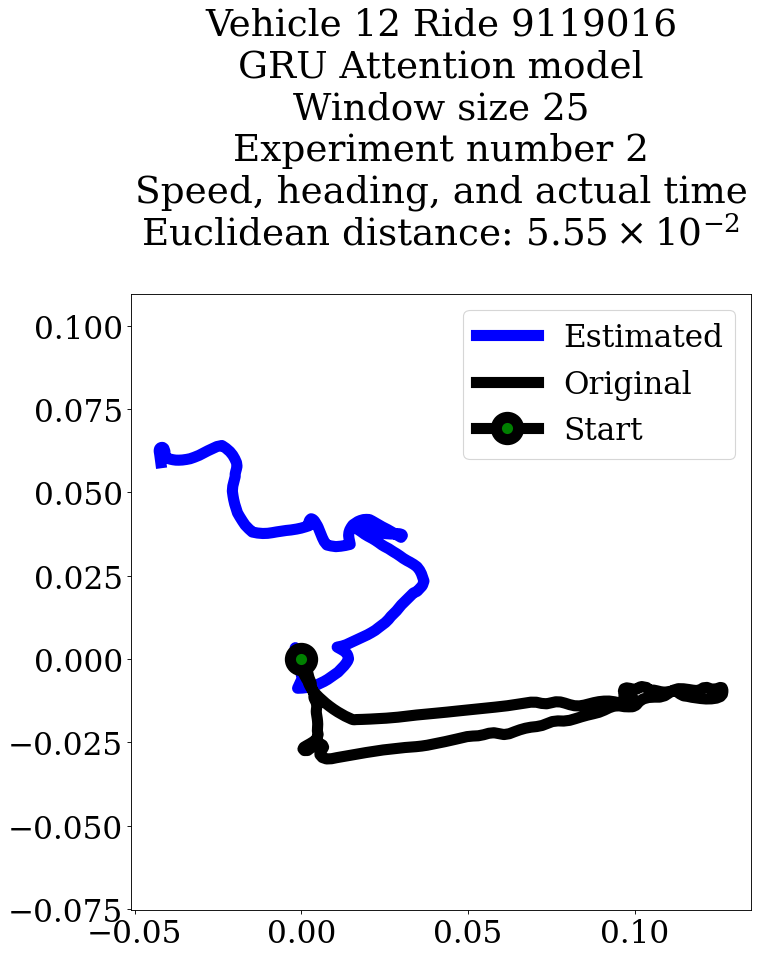 Vehicle 12 Ride 9119016
GRU Attention model
Window size 25
Experiment number 2
Speed, heading, and actual time
Euclidean distance: 5.55 × 10⁻²
Estimated
Original
Start
0.100
0.075
0.050
0.025
0.000
−0.025
−0.050
−0.075
−0.05 0.00 0.05 0.10